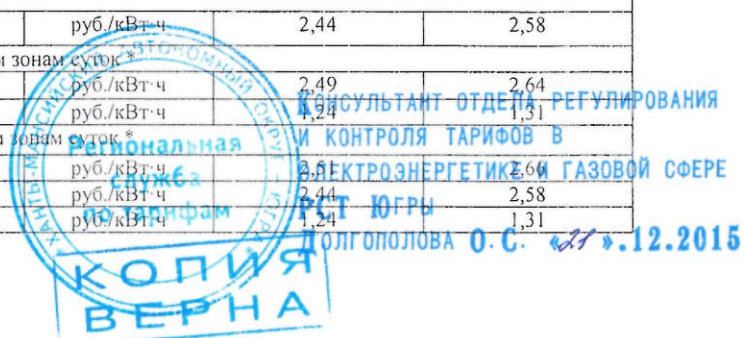 руб./кВт·ч 2,44 2,58
м зонам суток *
руб./кВт·ч 2,49 2,64
руб./кВт·ч 1,24 1,31
м зонам суток *
руб./кВт·ч 2,51 2,66
руб./кВт·ч 2,44 2,58
руб./кВт·ч 1,24 1,31
ХАНТЫ-МАНСИЙСКИЙ АВТОНОМНЫЙ ОКРУГ - ЮГРА
Региональная
служба
по тарифам
КОНСУЛЬТАНТ ОТДЕЛА РЕГУЛИРОВАНИЯ
И КОНТРОЛЯ ТАРИФОВ В
ЭЛЕКТРОЭНЕРГЕТИКЕ И ГАЗОВОЙ СФЕРЕ
РСТ ЮГРЫ
ДОЛГОПОЛОВА О.С. «21».12.2015
КОПИЯ
ВЕРНА